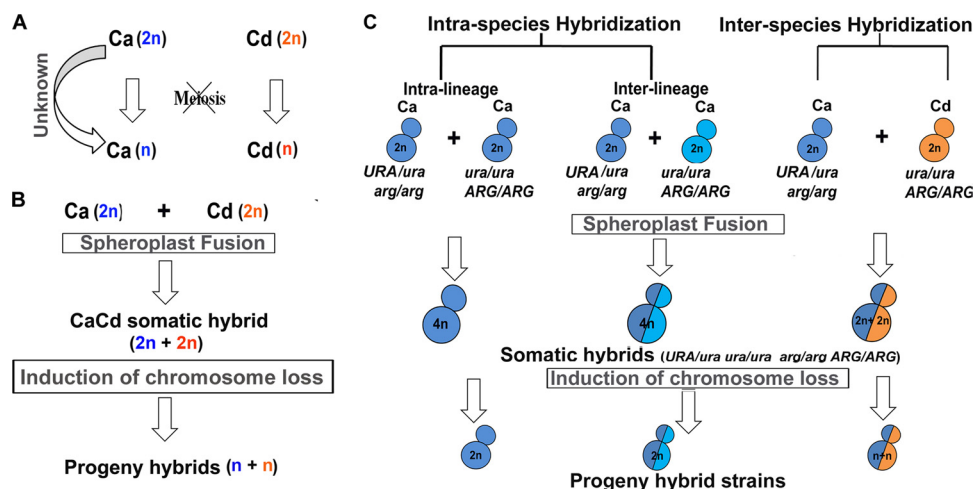 A
Ca (2n)
Cd (2n)
Unknown
Meiosis
Ca (n)
Cd (n)
B
Ca (2n) + Cd (2n)
Spheroplast Fusion
CaCd somatic hybrid
(2n + 2n)
Induction of chromosome loss
Progeny hybrids (n + n)
C
Intra-species Hybridization
Inter-species Hybridization
Intra-lineage
Inter-lineage
Ca + Ca
Ca + Ca
Ca + Cd
2n 2n 2n 2n 2n 2n
URA/ura ura/ura URA/ura ura/ura URA/ura ura/ura
arg/arg ARG/ARG arg/arg ARG/ARG arg/arg ARG/ARG
Spheroplast Fusion
4n 4n 2n+ 2n
Somatic hybrids (URA/ura ura/ura arg/arg ARG/ARG)
Induction of chromosome loss
2n 2n n+n
Progeny hybrid strains